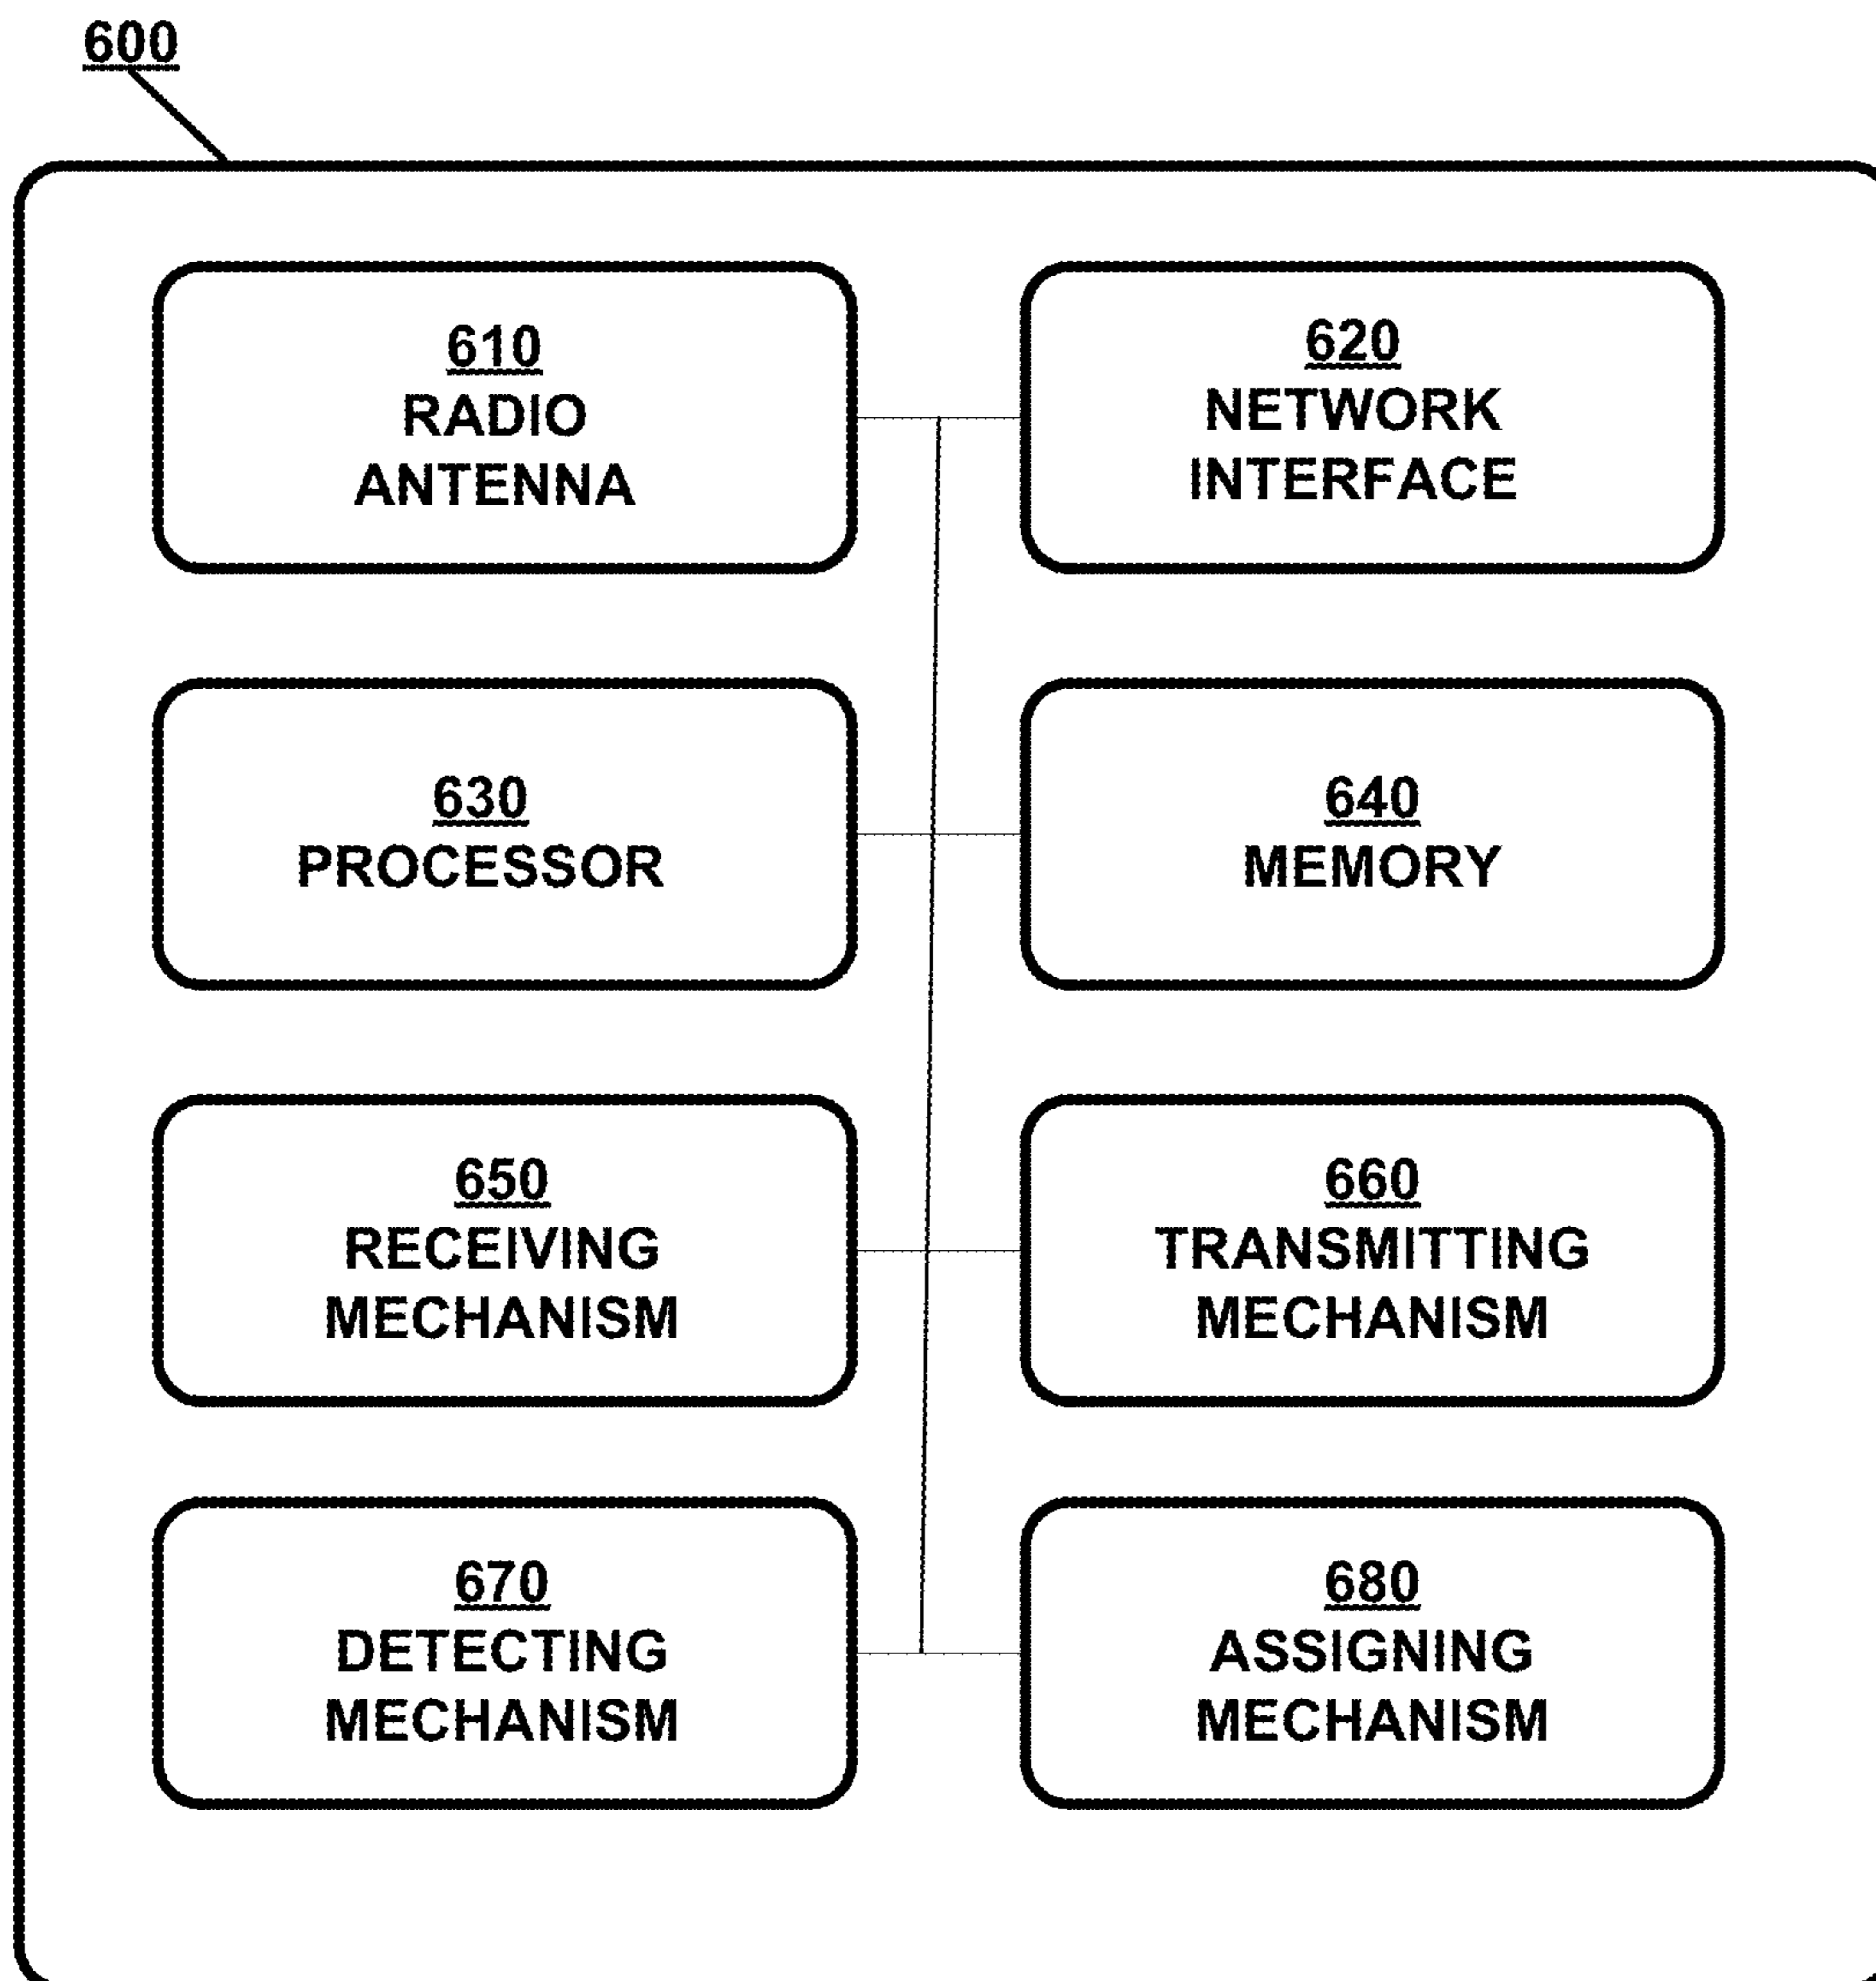 600
610
RADIO
ANTENNA
620
NETWORK
INTERFACE
630
PROCESSOR
640
MEMORY
650
RECEIVING
MECHANISM
660
TRANSMITTING
MECHANISM
670
DETECTING
MECHANISM
680
ASSIGNING
MECHANISM